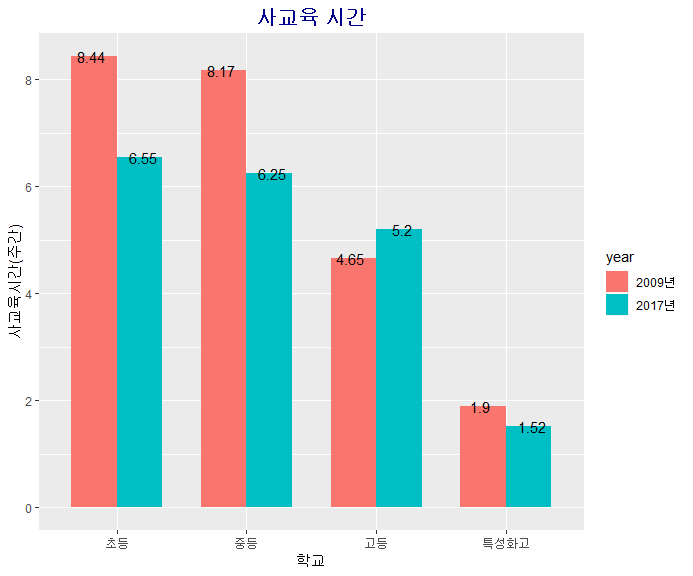 사교육 시간
8.44
8.17
6.55
6.25
4.65
5.2
1.9
1.52
8
6
4
2
0
사교육시간(주간)
초등
중등
고등
특성화고
학교
year
2009년
2017년